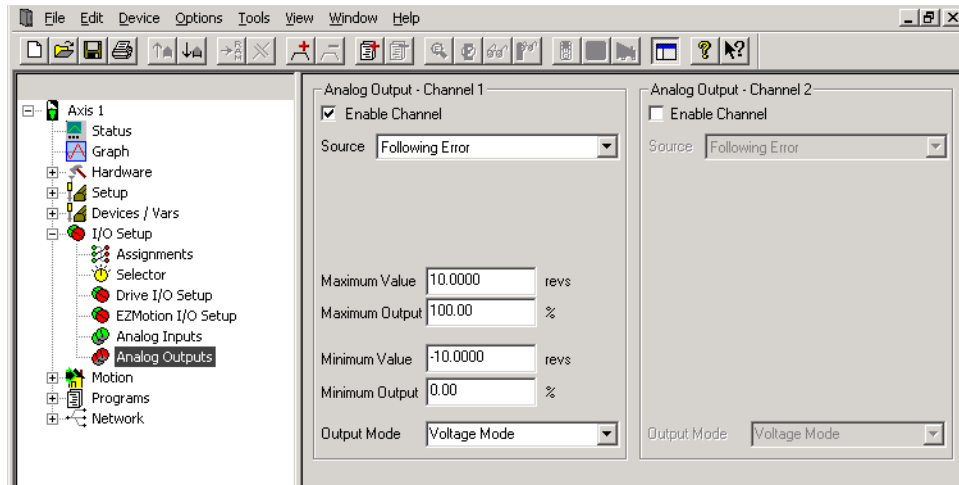 File Edit Device Options Tools View Window Help
Axis 1
Status
Graph
Hardware
Setup
Devices / Vars
I/O Setup
Assignments
Selector
Drive I/O Setup
EZMotion I/O Setup
Analog Inputs
Analog Outputs
Motion
Programs
Network
Analog Output - Channel 1
Enable Channel
Source Following Error
Maximum Value 10.0000 revs
Maximum Output 100.00 %
Minimum Value -10.0000 revs
Minimum Output 0.00 %
Output Mode Voltage Mode
Analog Output - Channel 2
Enable Channel
Source Following Error
Output Mode Voltage Mode